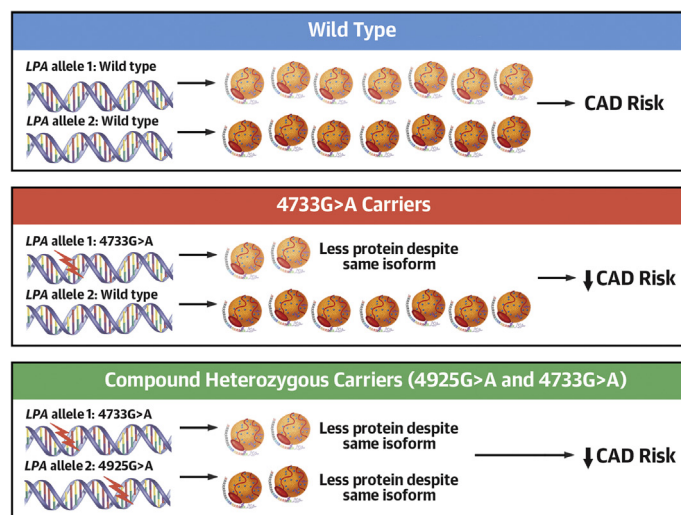 Wild Type
LPA allele 1: Wild type
LPA allele 2: Wild type
CAD Risk
4733G>A Carriers
LPA allele 1: 4733G>A
Less protein despite
same isoform
LPA allele 2: Wild type
↓CAD Risk
Compound Heterozygous Carriers (4925G>A and 4733G>A)
LPA allele 1: 4733G>A
Less protein despite
same isoform
LPA allele 2: 4925G>A
Less protein despite
same isoform
↓CAD Risk